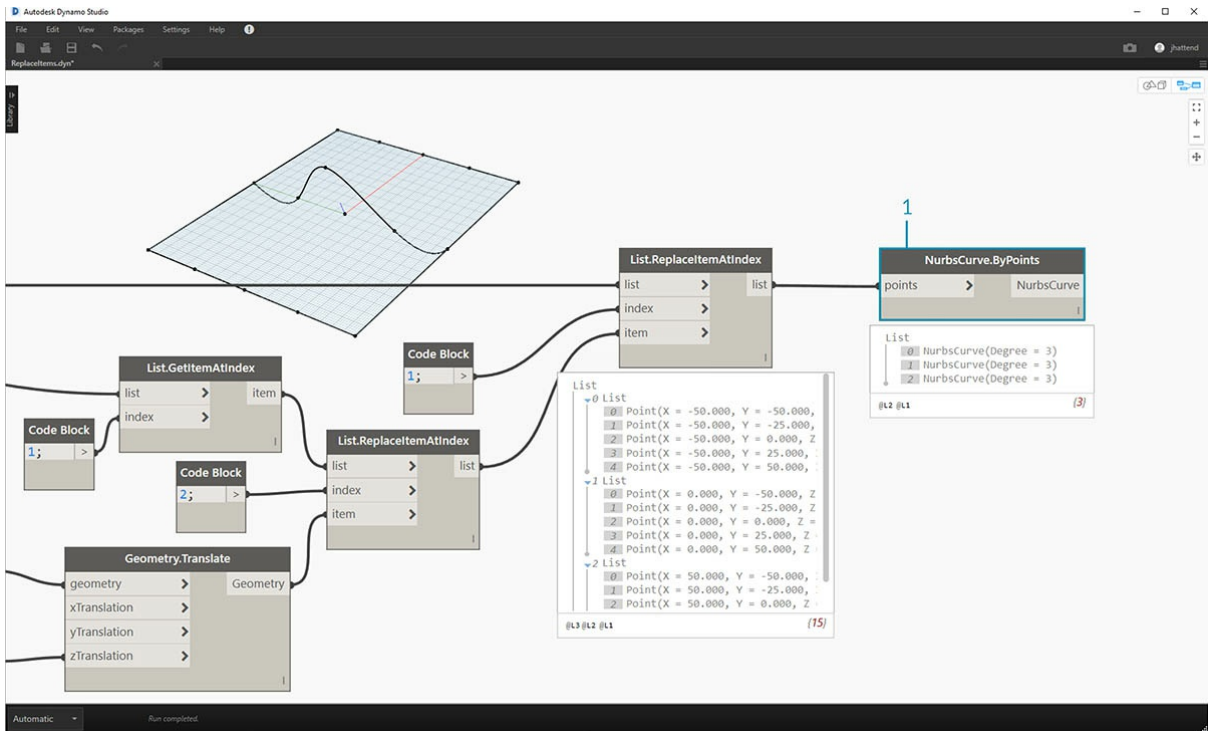 Autodesk Dynamo Studio
File Edit View Packages Settings Help !
jhattend
ReplaceItems.dyn*
Library
1
List.ReplaceItemAtIndex
list > list
index >
item >
NurbsCurve.ByPoints
points > NurbsCurve
List
0 NurbsCurve(Degree = 3)
1 NurbsCurve(Degree = 3)
2 NurbsCurve(Degree = 3)
@L2 @L1 {3}
Code Block
1; >
List.GetItemAtIndex
list > item
index >
Code Block
1; >
List.ReplaceItemAtIndex
list > list
index >
item >
Code Block
2; >
Geometry.Translate
geometry > Geometry
xTranslation >
yTranslation >
zTranslation >
List
0 List
0 Point(X = -50.000, Y = -50.000,
1 Point(X = -50.000, Y = -25.000,
2 Point(X = -50.000, Y = 0.000, Z
3 Point(X = -50.000, Y = 25.000,
4 Point(X = -50.000, Y = 50.000,
1 List
0 Point(X = 0.000, Y = -50.000, Z
1 Point(X = 0.000, Y = -25.000, Z
2 Point(X = 0.000, Y = 0.000, Z =
3 Point(X = 0.000, Y = 25.000, Z
4 Point(X = 0.000, Y = 50.000, Z
2 List
0 Point(X = 50.000, Y = -50.000,
1 Point(X = 50.000, Y = -25.000,
2 Point(X = 50.000, Y = 0.000, Z
@L3 @L2 @L1 {15}
Automatic Run completed.